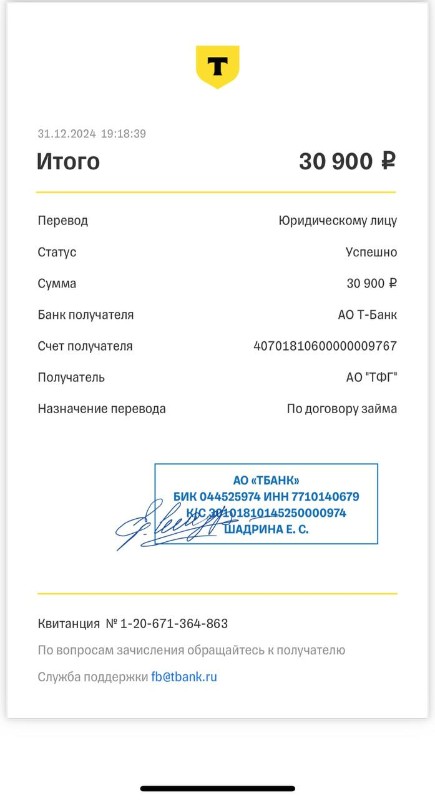 Т
31.12.2024 19:18:39
Итого 30 900 ₽
Перевод Юридическому лицу
Статус Успешно
Сумма 30 900 ₽
Банк получателя АО Т-Банк
Счет получателя 40701810600000009767
Получатель АО "ТФГ"
Назначение перевода По договору займа
АО «ТБАНК»
БИК 044525974 ИНН 7710140679
К/С 30101810145250000974
ШАДРИНА Е. С.
Квитанция № 1-20-671-364-863
По вопросам зачисления обращайтесь к получателю
Служба поддержки fb@tbank.ru